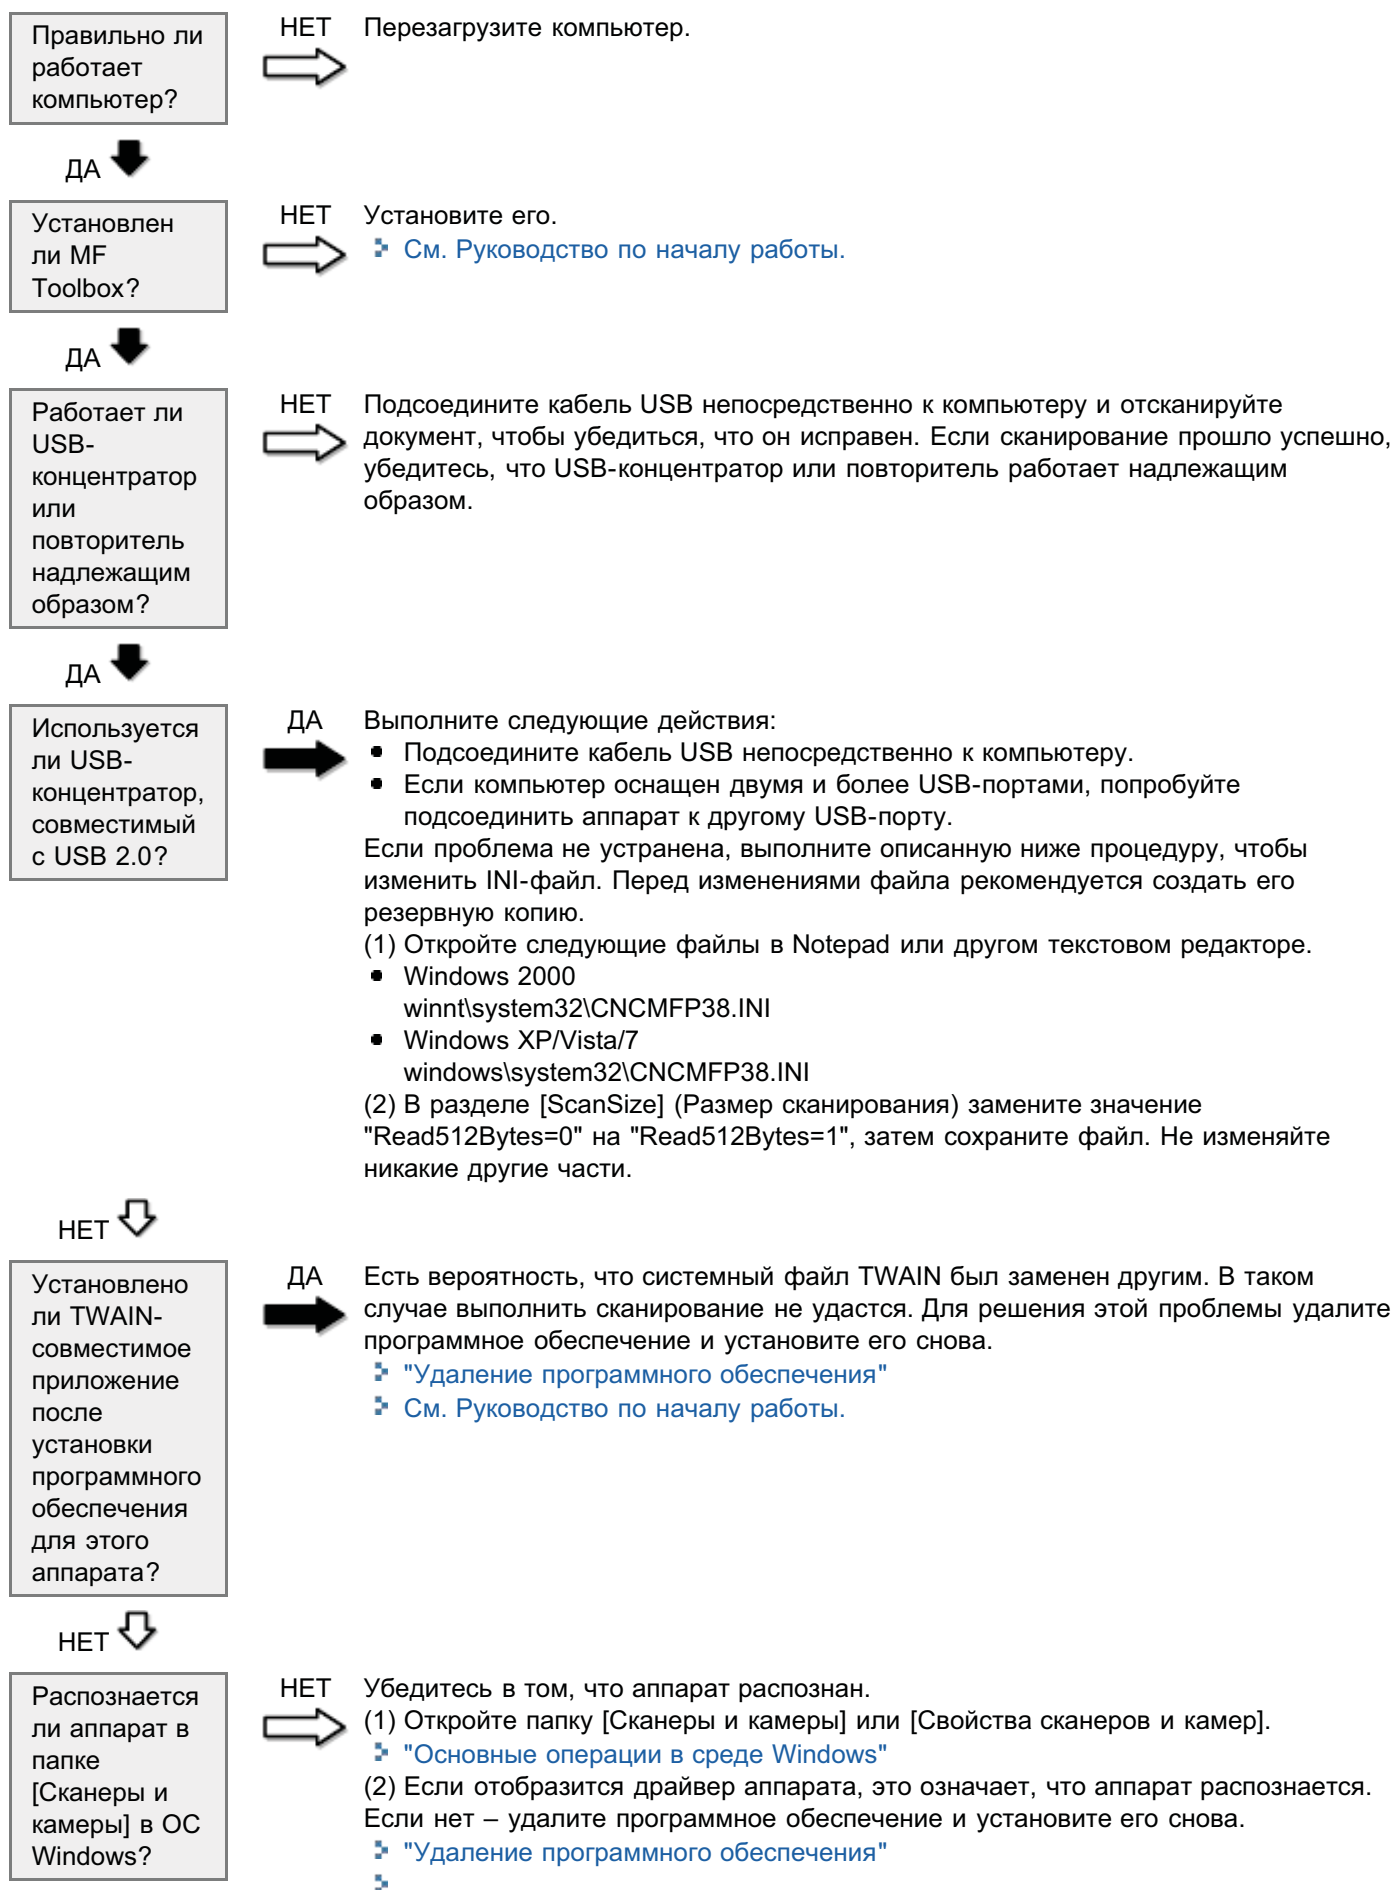 Правильно ли
работает
компьютер?
НЕТ
Перезагрузите компьютер.
ДА
Установлен
ли MF
Toolbox?
НЕТ
Установите его.
См. Руководство по началу работы.
ДА
Работает ли
USB-
концентратор
или
повторитель
надлежащим
образом?
НЕТ
Подсоедините кабель USB непосредственно к компьютеру и отсканируйте
документ, чтобы убедиться, что он исправен. Если сканирование прошло успешно,
убедитесь, что USB-концентратор или повторитель работает надлежащим
образом.
ДА
Используется
ли USB-
концентратор,
совместимый
с USB 2.0?
ДА
Выполните следующие действия:
Подсоедините кабель USB непосредственно к компьютеру.
Если компьютер оснащен двумя и более USB-портами, попробуйте
подсоединить аппарат к другому USB-порту.
Если проблема не устранена, выполните описанную ниже процедуру, чтобы
изменить INI-файл. Перед изменениями файла рекомендуется создать его
резервную копию.
(1) Откройте следующие файлы в Notepad или другом текстовом редакторе.
Windows 2000
winnt\system32\CNCMFP38.INI
Windows XP/Vista/7
windows\system32\CNCMFP38.INI
(2) В разделе [ScanSize] (Размер сканирования) замените значение
"Read512Bytes=0" на "Read512Bytes=1", затем сохраните файл. Не изменяйте
никакие другие части.
НЕТ
Установлено
ли TWAIN-
совместимое
приложение
после
установки
программного
обеспечения
для этого
аппарата?
ДА
Есть вероятность, что системный файл TWAIN был заменен другим. В таком
случае выполнить сканирование не удастся. Для решения этой проблемы удалите
программное обеспечение и установите его снова.
"Удаление программного обеспечения"
См. Руководство по началу работы.
НЕТ
Распознается
ли аппарат в
папке
[Сканеры и
камеры] в ОС
Windows?
НЕТ
Убедитесь в том, что аппарат распознан.
(1) Откройте папку [Сканеры и камеры] или [Свойства сканеров и камер].
"Основные операции в среде Windows"
(2) Если отобразится драйвер аппарата, это означает, что аппарат распознается.
Если нет – удалите программное обеспечение и установите его снова.
"Удаление программного обеспечения"